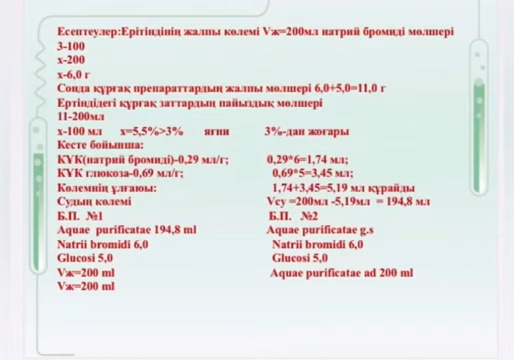 Есептеулер:Ерітіндінің жалпы көлемі Vж=200мл натрий бромиді мөлшері
3-100
х-200
х-6,0 г
Сонда құрғақ препараттардың жалпы мөлшері 6,0+5,0=11,0 г
Ертіндідегі құрғақ заттардың пайыздық мөлшері
11-200мл
х-100 мл х=5,5%>3% яғни 3%-дан жоғары
Кесте бойынша:
КҮК(натрий бромиді)-0,29 мл/г; 0,29*6=1,74 мл;
КҮК глюкоза-0,69 мл/г; 0,69*5=3,45 мл;
Көлемнің ұлғаюы: 1,74+3,45=5,19 мл құрайды
Судың көлемі Vсу =200мл -5,19мл = 194,8 мл
Б.П. №1 Б.П. №2
Aquae purificatae 194,8 ml Aquae purificatae g.s
Natrii bromidi 6,0 Natrii bromidi 6,0
Glucosi 5,0 Glucosi 5,0
Vж=200 ml Aquae purificatae ad 200 ml
Vж=200 ml